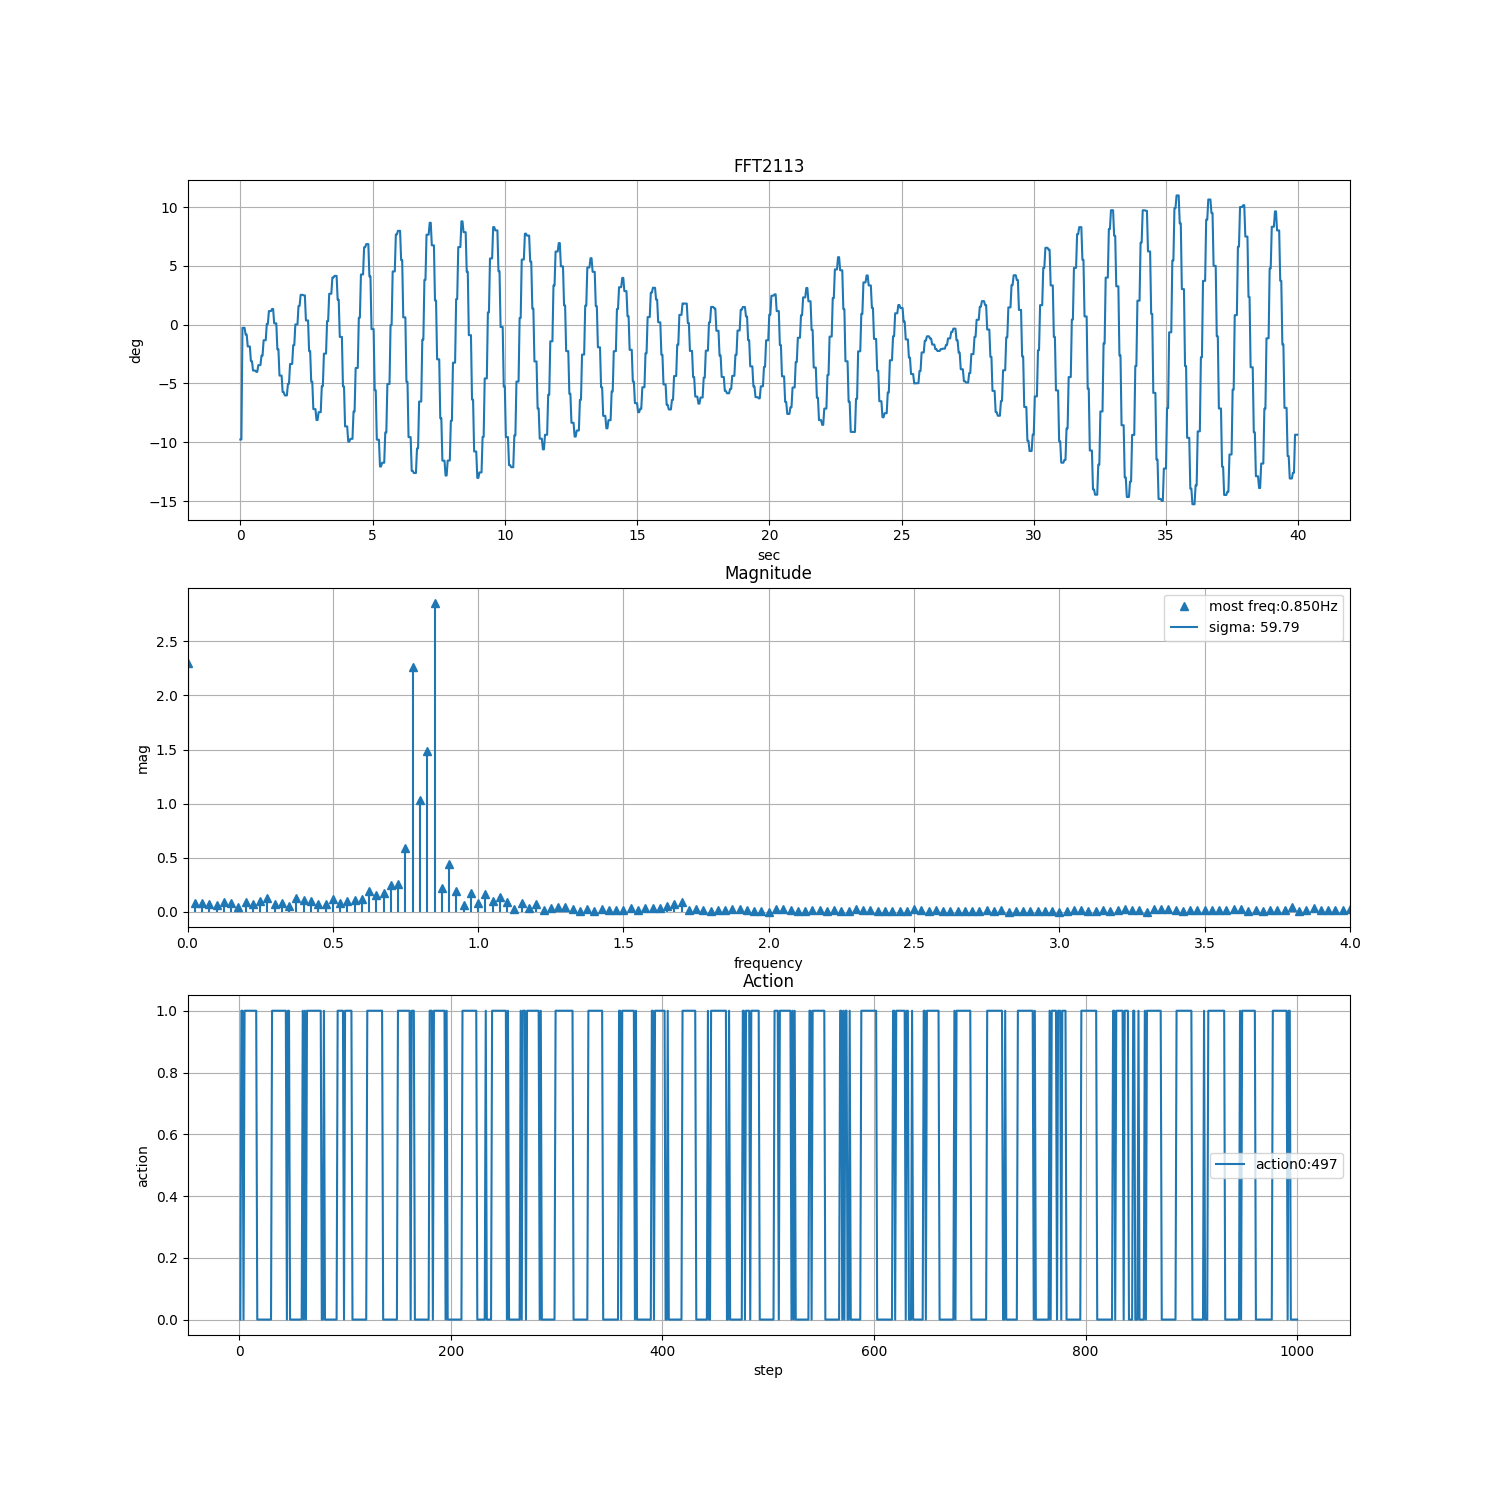 FFT2113
10
5
0
−5
−10
−15
deg
0 5 10 15 20 25 30 35 40
sec
Magnitude
most freq:0.850Hz
sigma: 59.79
2.5
2.0
1.5
1.0
0.5
0.0
mag
0.0 0.5 1.0 1.5 2.0 2.5 3.0 3.5 4.0
frequency
Action
1.0
0.8
0.6
0.4
0.2
0.0
action
action0:497
0 200 400 600 800 1000
step